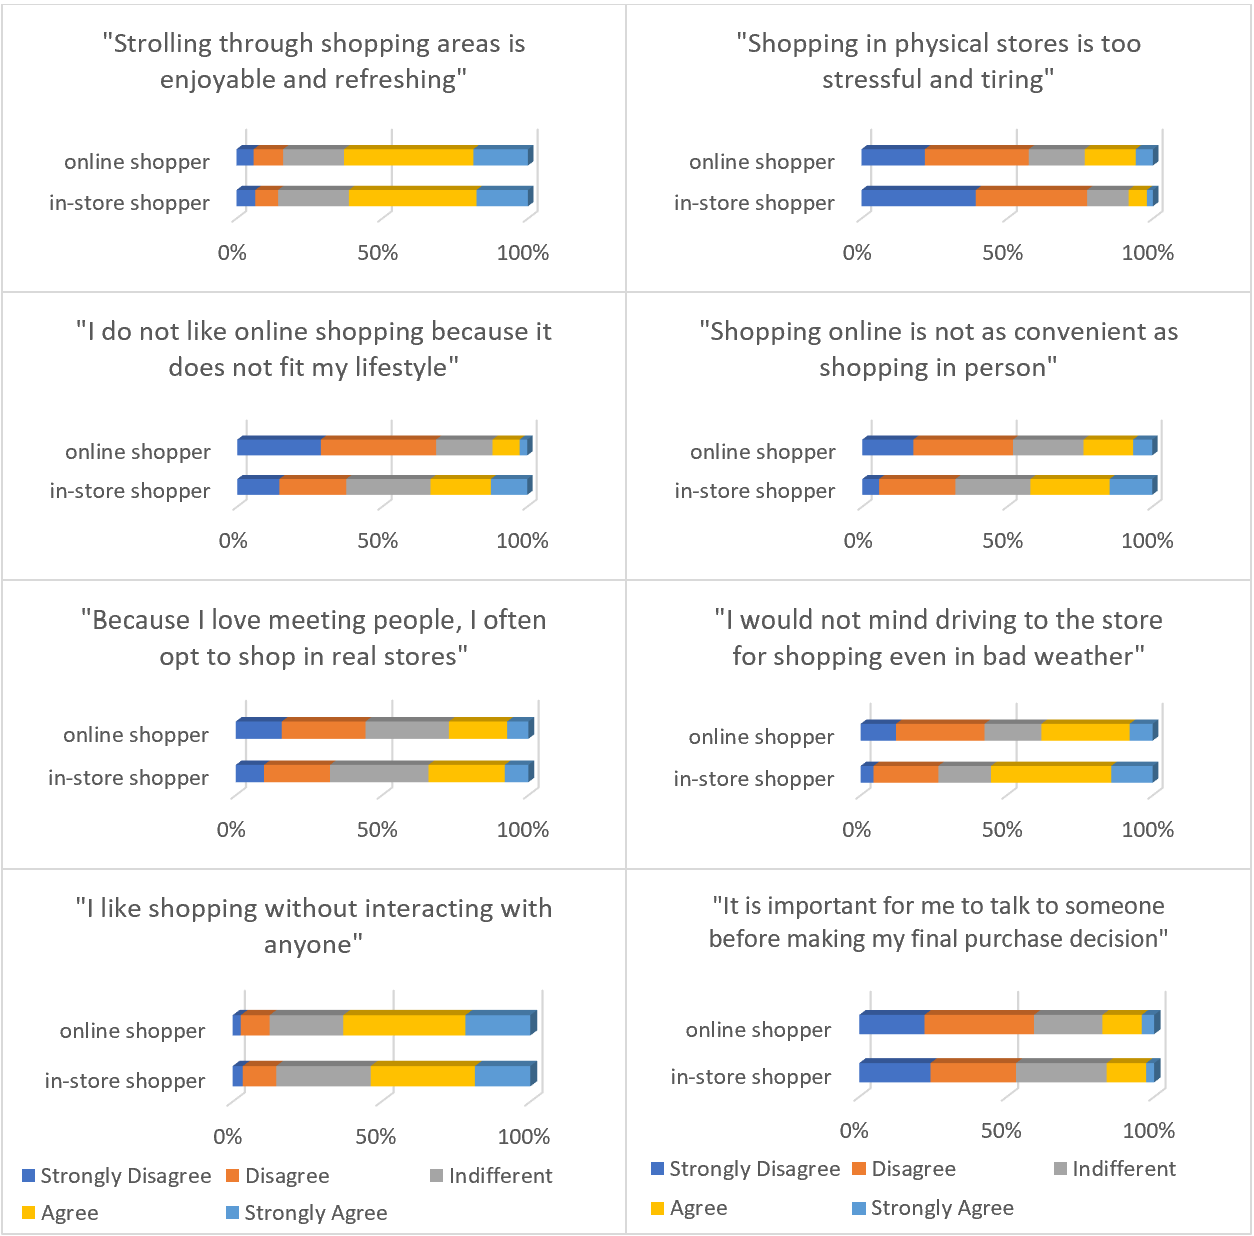 "Strolling through shopping areas is
enjoyable and refreshing"
online shopper
in-store shopper
0%
50%
100%
"Shopping in physical stores is too
stressful and tiring"
online shopper
in-store shopper
0%
50%
100%
"I do not like online shopping because it
does not fit my lifestyle"
online shopper
in-store shopper
0%
50%
100%
"Shopping online is not as convenient as
shopping in person"
online shopper
in-store shopper
0%
50%
100%
"Because I love meeting people, I often
opt to shop in real stores"
online shopper
in-store shopper
0%
50%
100%
"I would not mind driving to the store
for shopping even in bad weather"
online shopper
in-store shopper
0%
50%
100%
"I like shopping without interacting with
anyone"
online shopper
in-store shopper
0%
50%
100%
Strongly Disagree
Disagree
Indifferent
Agree
Strongly Agree
"It is important for me to talk to someone
before making my final purchase decision"
online shopper
in-store shopper
0%
50%
100%
Strongly Disagree
Disagree
Indifferent
Agree
Strongly Agree